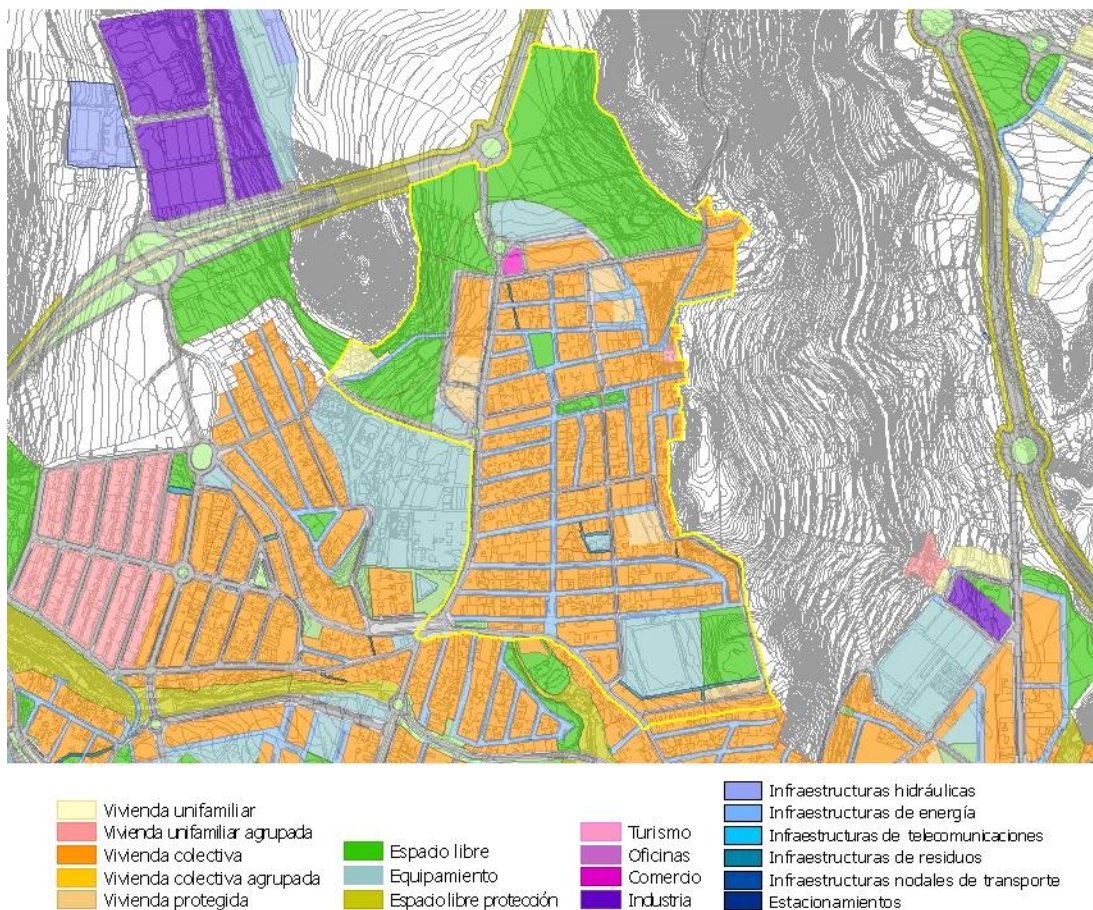 Vivienda unifamiliar
Vivienda unifamiliar agrupada
Vivienda colectiva
Vivienda colectiva agrupada
Vivienda protegida
Espacio libre
Equipamiento
Espacio libre protección
Turismo
Oficinas
Comercio
Industria
Infraestructuras hidráulicas
Infraestructuras de energía
Infraestructuras de telecomunicaciones
Infraestructuras de residuos
Infraestructuras nodales de transporte
Estacionamientos